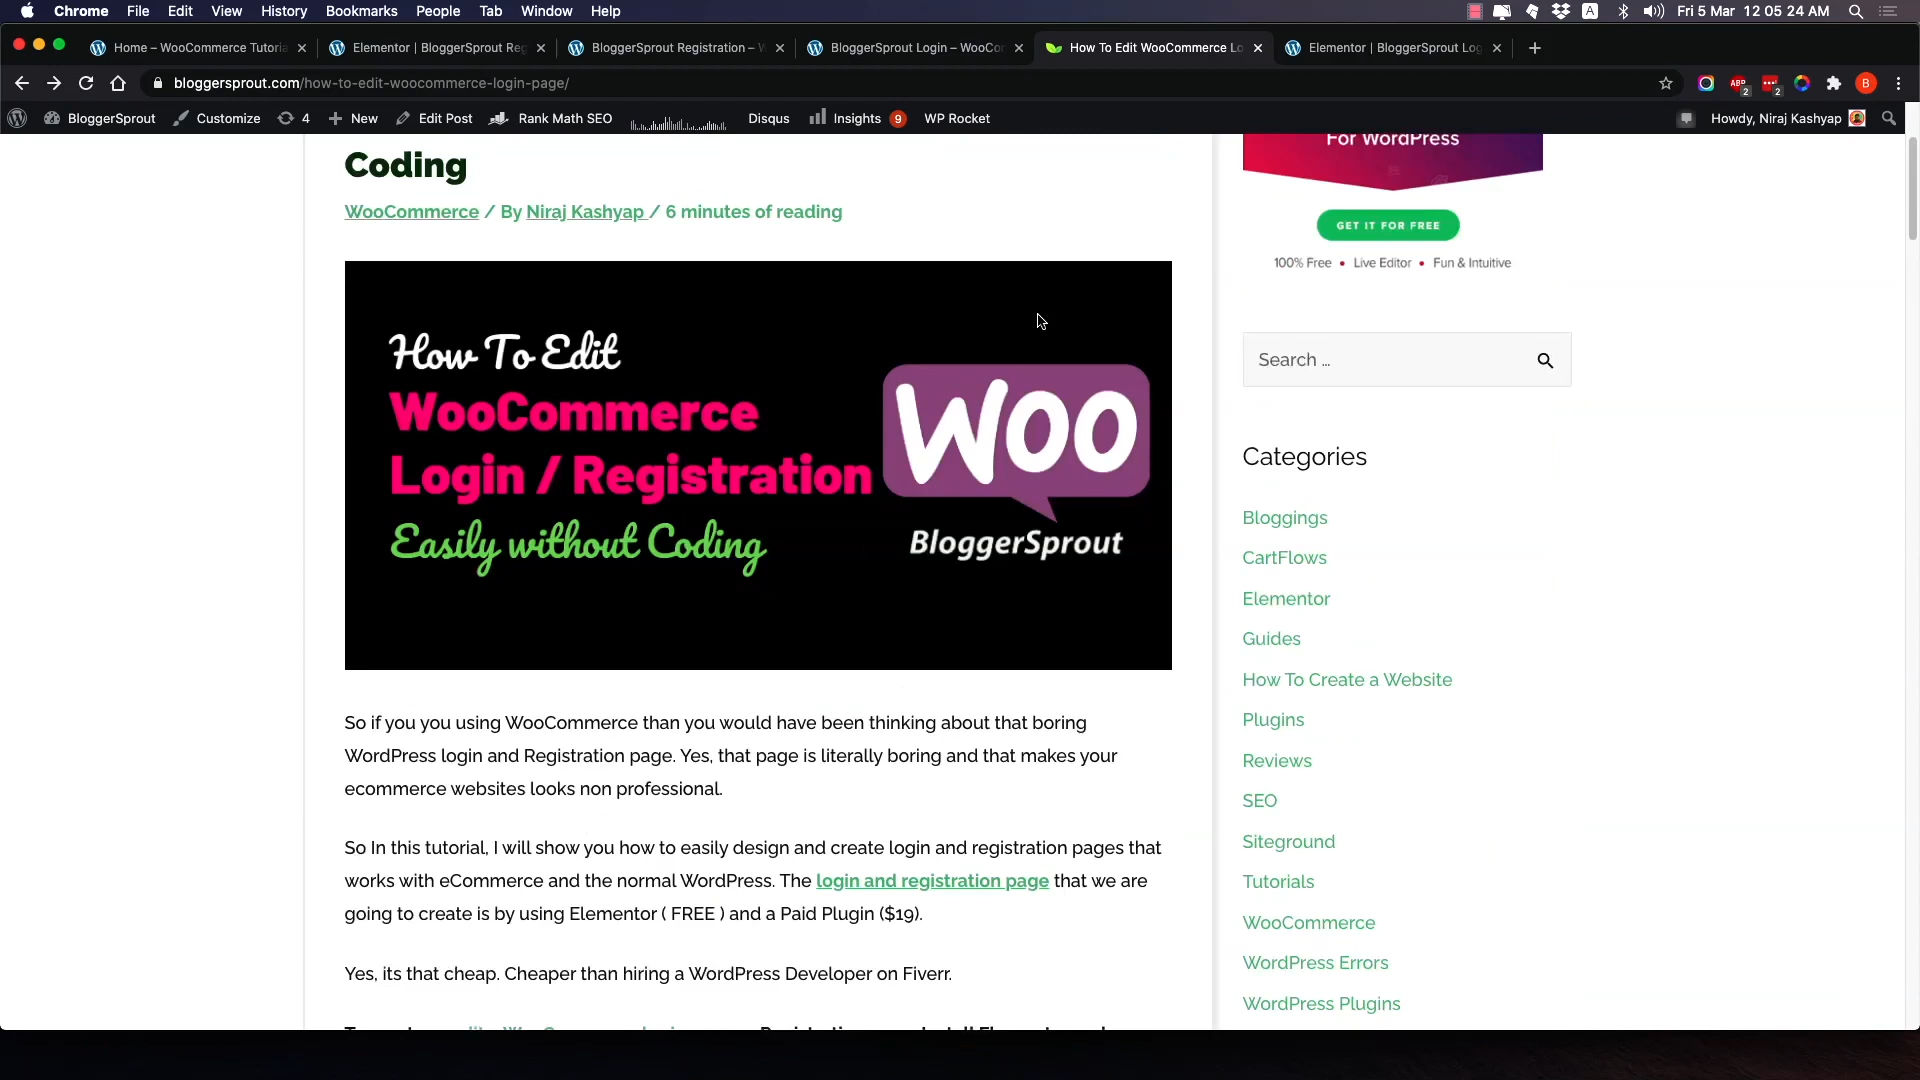 Chrome File Edit View History Bookmarks People Tab Window Help
A
Fri 5 Mar 12 05 24 AM
Home – WooCommerce Tutoria
Elementor | BloggerSprout Reg
BloggerSprout Registration – W
BloggerSprout Login – WooCo
How To Edit WooCommerce Lo
Elementor | BloggerSprout Log
bloggersprout.com/how-to-edit-woocommerce-login-page/
ABP
2
2
B
BloggerSprout Customize 4 New Edit Post Rank Math SEO Disqus Insights 9 WP Rocket
Howdy, Niraj Kashyap
Coding
WooCommerce / By Niraj Kashyap / 6 minutes of reading
How To Edit
WooCommerce
Login / Registration
Easily without Coding
WOO
BloggerSprout
So if you you using WooCommerce than you would have been thinking about that boring
WordPress login and Registration page. Yes, that page is literally boring and that makes your
ecommerce websites looks non professional.
So In this tutorial, I will show you how to easily design and create login and registration pages that
works with eCommerce and the normal WordPress. The login and registration page that we are
going to create is by using Elementor ( FREE ) and a Paid Plugin ($19).
Yes, its that cheap. Cheaper than hiring a WordPress Developer on Fiverr.
For WordPress
GET IT FOR FREE
100% Free • Live Editor • Fun & Intuitive
Search …
Categories
Bloggings
CartFlows
Elementor
Guides
How To Create a Website
Plugins
Reviews
SEO
Siteground
Tutorials
WooCommerce
WordPress Errors
WordPress Plugins